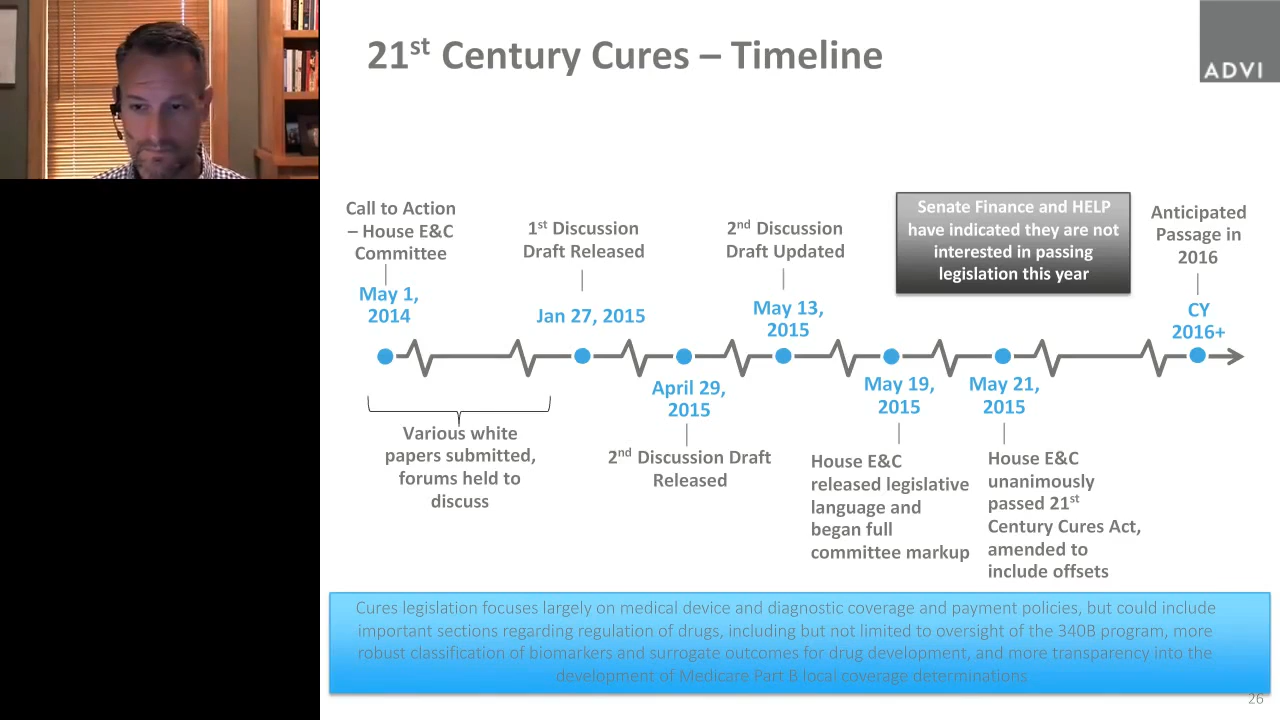 21st Century Cures – Timeline
ADVI
Call to Action
– House E&C
Committee
May 1,
2014
1st Discussion
Draft Released
Jan 27, 2015
2nd Discussion
Draft Updated
May 13,
2015
Senate Finance and HELP
have indicated they are not
interested in passing
legislation this year
Anticipated
Passage in
2016
CY
2016+
Various white
papers submitted,
forums held to
discuss
April 29,
2015
2nd Discussion Draft
Released
May 19,
2015
House E&C
released legislative
language and
began full
committee markup
May 21,
2015
House E&C
unanimously
passed 21st
Century Cures Act,
amended to
include offsets
Cures legislation focuses largely on medical device and diagnostic coverage and payment policies, but could include
important sections regarding regulation of drugs, including but not limited to oversight of the 340B program, more
robust classification of biomarkers and surrogate outcomes for drug development, and more transparency into the
development of Medicare Part B local coverage determinations
26